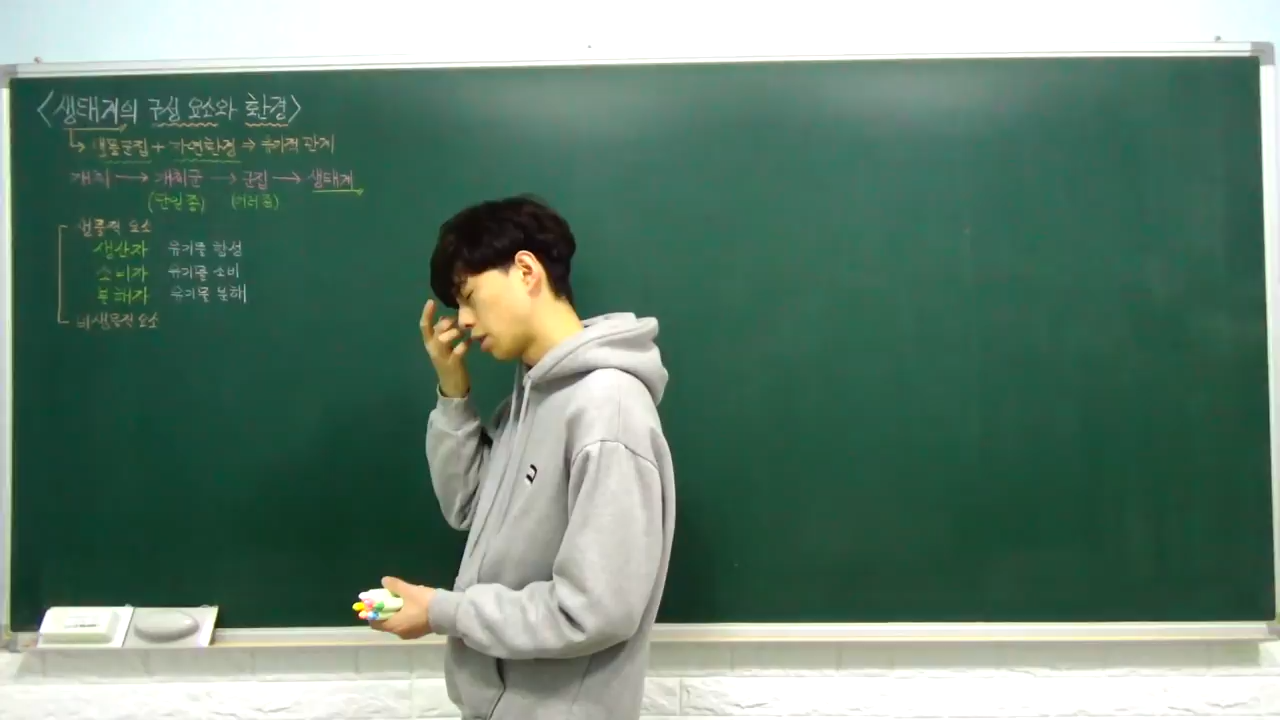 <생태계의 구성 요소와 환경>
↳ 생물군집 + 자연환경 ⇒ 유기적 관계
개체 → 개체군 → 군집 → 생태계
(단일종) (여러종)
생물적 요소
생산자 유기물 합성
소비자 유기물 소비
분해자 유기물 분해
비생물적 요소